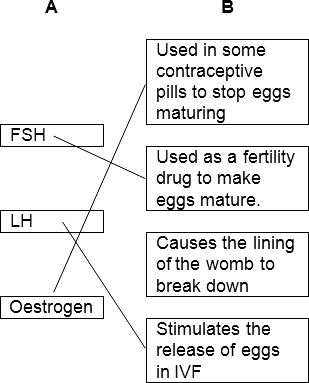 A
B
FSH
LH
Oestrogen
Used in some
contraceptive
pills to stop eggs
maturing
Used as a fertility
drug to make
eggs mature.
Causes the lining
of the womb to
break down
Stimulates the
release of eggs
in IVF